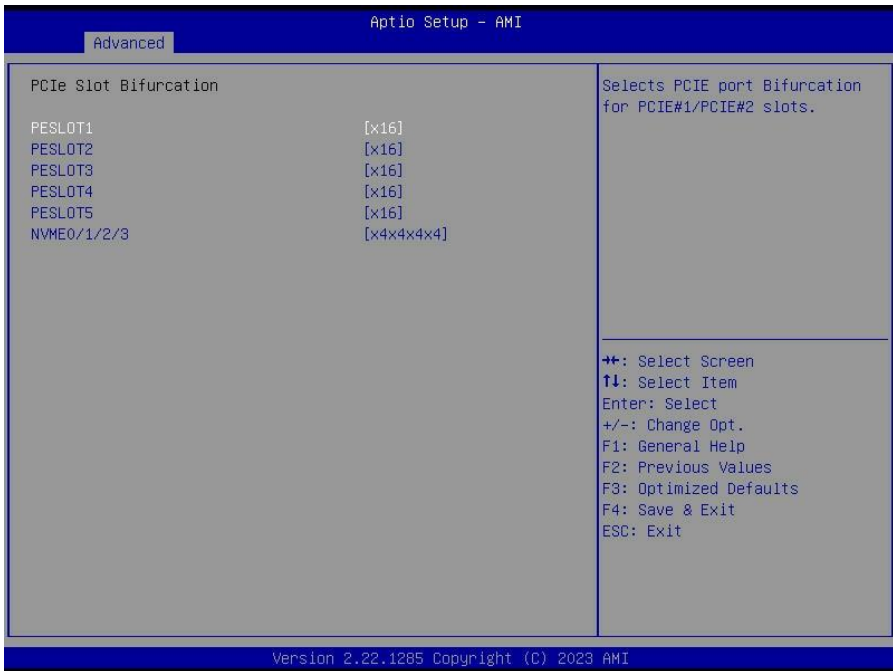 Aptio Setup - AMI
Advanced
PCIe Slot Bifurcation
PESLOT1 [x16]
PESLOT2 [x16]
PESLOT3 [x16]
PESLOT4 [x16]
PESLOT5 [x16]
NVME0/1/2/3 [x4x4x4x4]
Selects PCIE port Bifurcation
for PCIE#1/PCIE#2 slots.
→←: Select Screen
↑↓: Select Item
Enter: Select
+/-: Change Opt.
F1: General Help
F2: Previous Values
F3: Optimized Defaults
F4: Save & Exit
ESC: Exit
Version 2.22.1285 Copyright (C) 2023 AMI